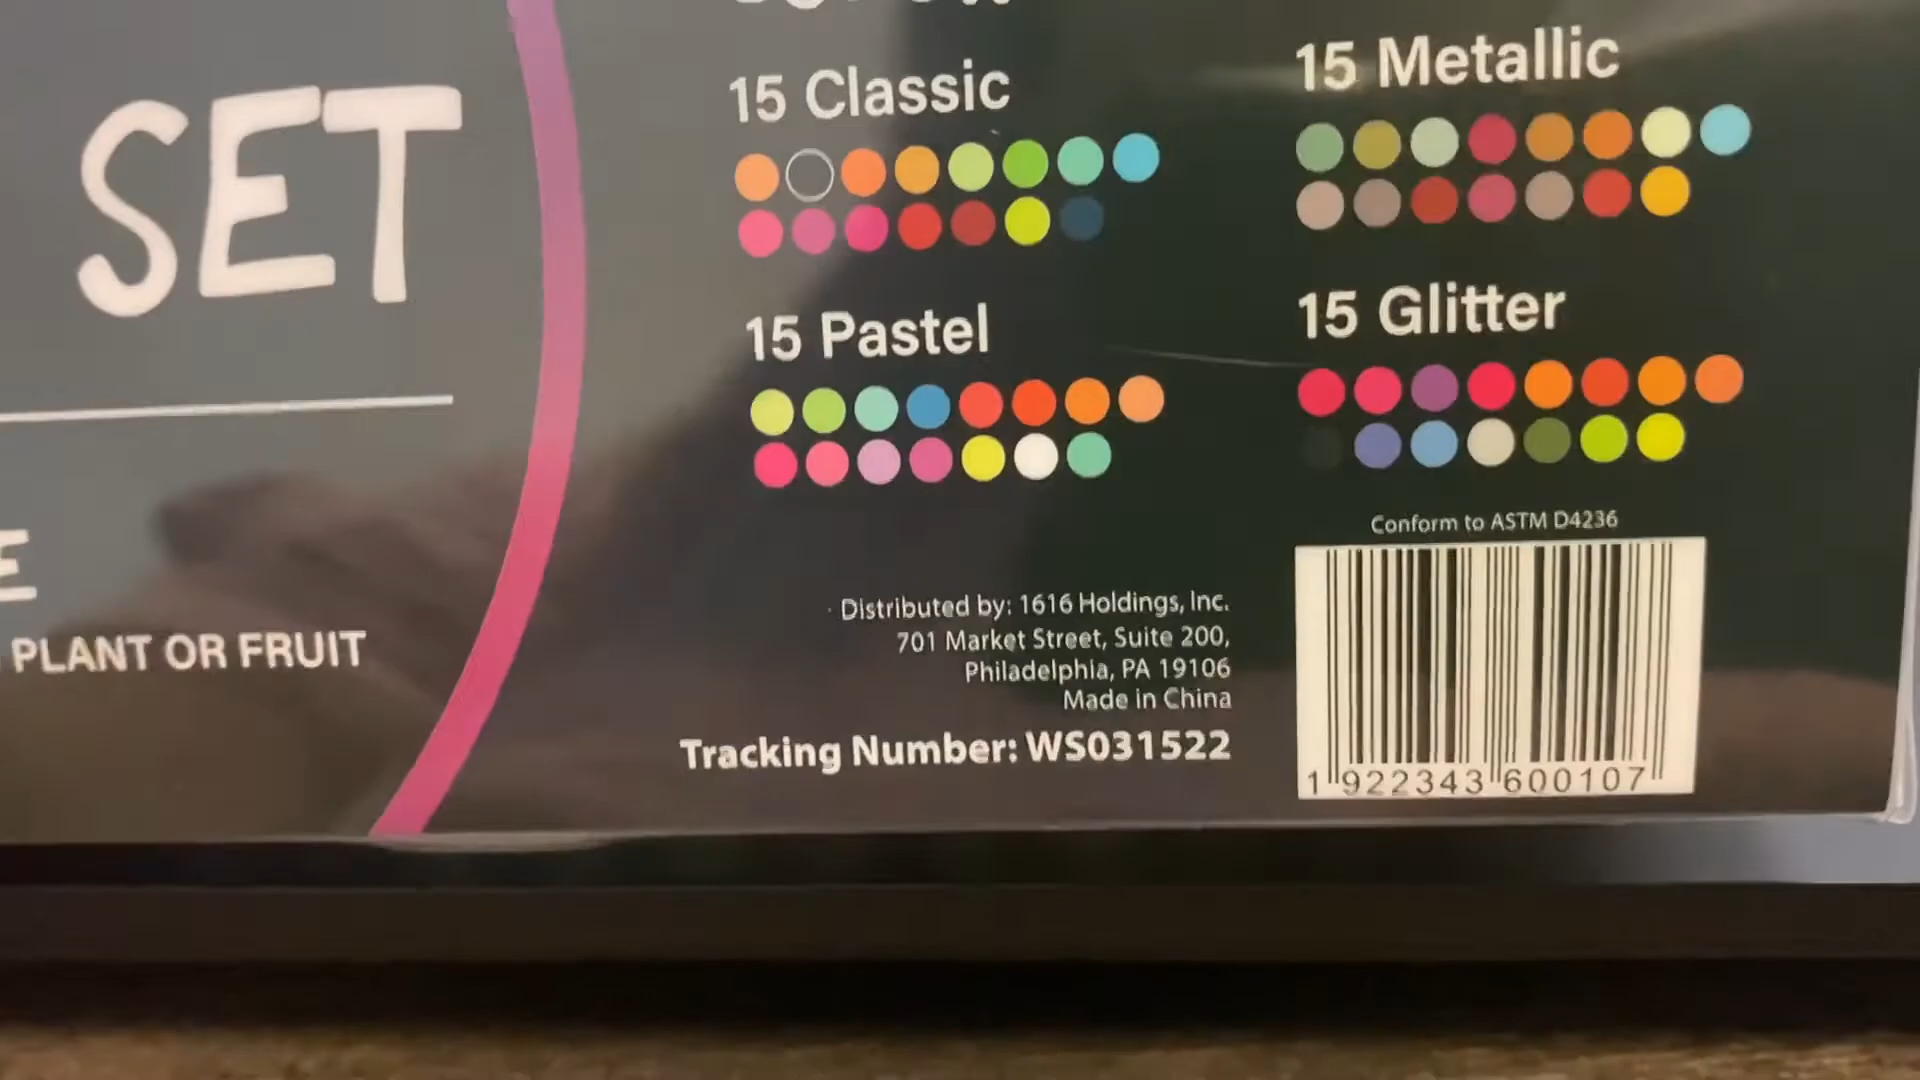 SET
PLANT OR FRUIT
15 Classic
15 Pastel
15 Metallic
15 Glitter
Conform to ASTM D4236
Distributed by: 1616 Holdings, Inc.
701 Market Street, Suite 200,
Philadelphia, PA 19106
Made in China
Tracking Number: WS031522
1 922343 600107